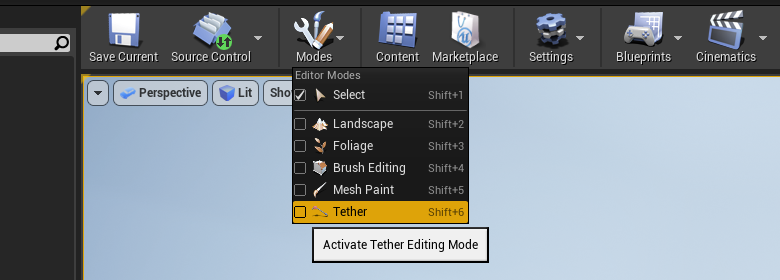 Save Current
Source Control
Modes
Content
Marketplace
Settings
Blueprints
Cinematics
Perspective
Lit
Sho
Editor Modes
Select Shift+1
Landscape Shift+2
Foliage Shift+3
Brush Editing Shift+4
Mesh Paint Shift+5
Tether Shift+6
Activate Tether Editing Mode